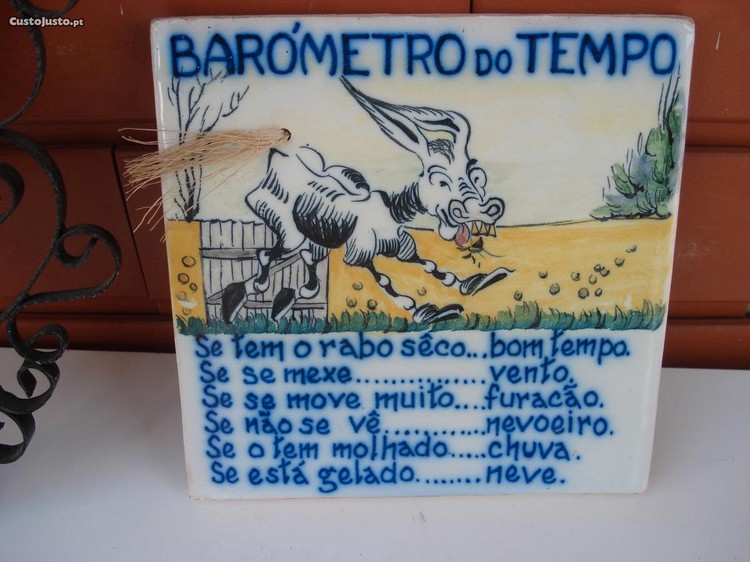 CustoJusto.pt
BARÓMETRO DO TEMPO
Se tem o rabo sêco...bom tempo.
Se se mexe................vento.
Se se move muito....furacão.
Se não se vê............nevoeiro.
Se o tem molhado.....chuva.
Se está gelado........neve.